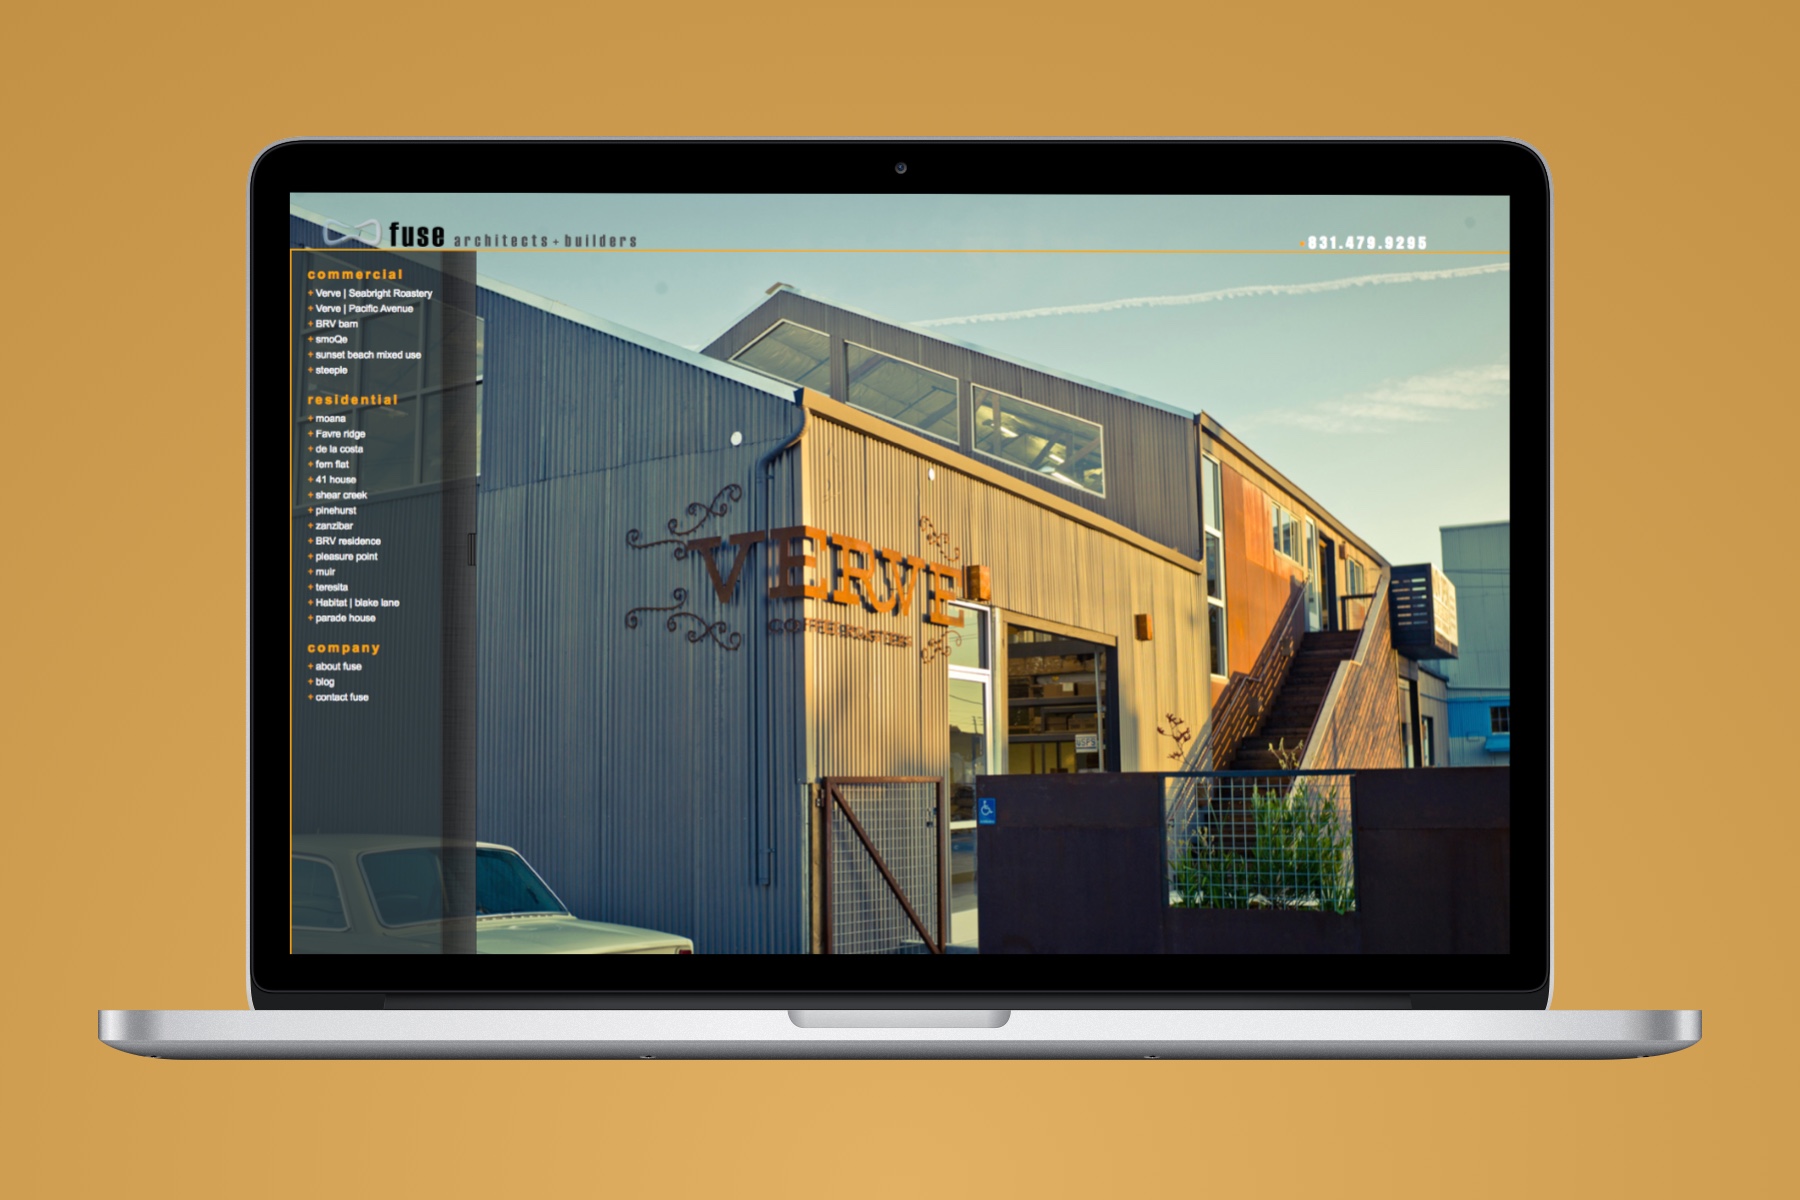 fuse architects+builders
+831.479.9295
commercial
+ Verve | Seabright Roastery
+ Verve | Pacific Avenue
+ BRV barn
+ smoQe
+ sunset beach mixed use
+ steeple
residential
+ moana
+ Favre ridge
+ de la costa
+ fern flat
+ 41 house
+ shear creek
+ pinehurst
+ zanzibar
+ BRV residence
+ pleasure point
+ muir
+ teresita
+ Habitat | blake lane
+ parade house
company
+ about fuse
+ blog
+ contact fuse
VERVE
COFFEE ROASTERS